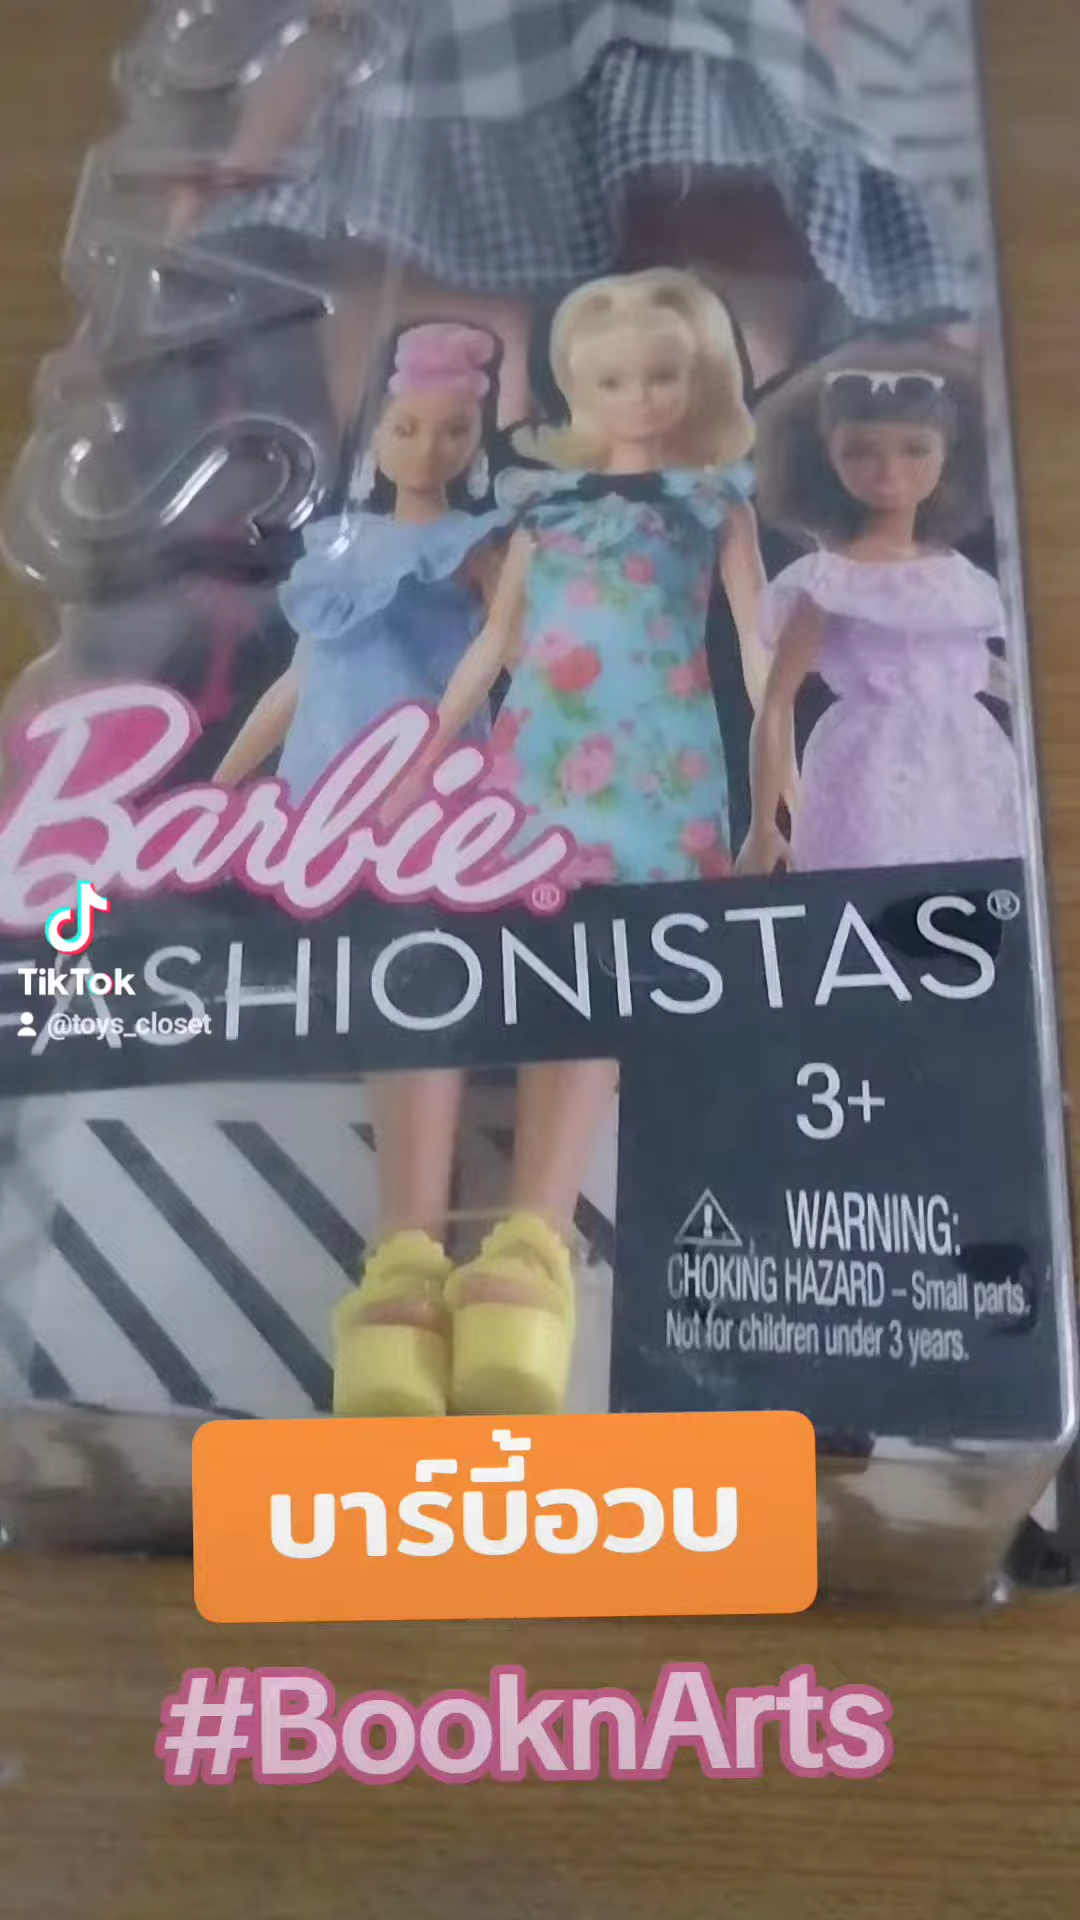 Barbie®
FASHIONISTAS®
TikTok
@toys_closet
3+
WARNING:
CHOKING HAZARD – Small parts.
Not for children under 3 years.
บาร์บี้อวบ
#BooknArts